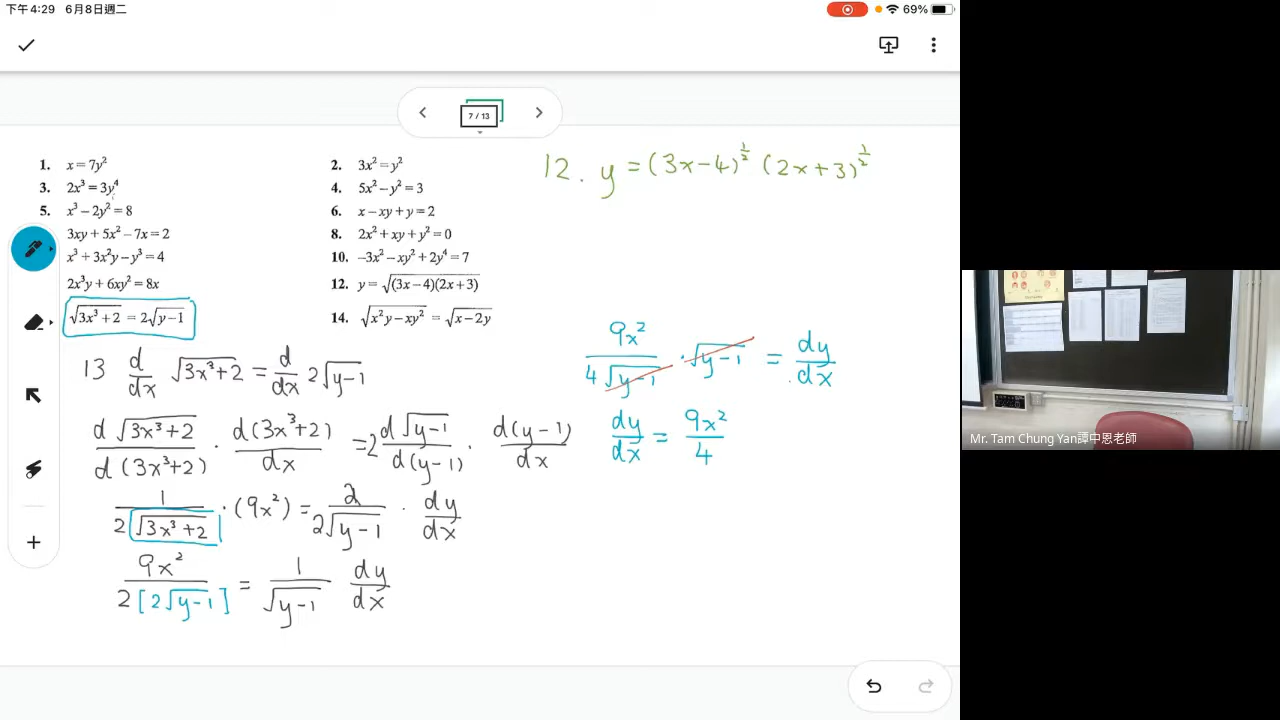 下午4:29 6月8日週二 69%
7 / 13
1. x = 7y² 2. 3x² = y²
3. 2x³ = 3y⁴ 4. 5x² − y² = 3
5. x³ − 2y² = 8 6. x − xy + y = 2
3xy + 5x² − 7x = 2 8. 2x² + xy + y² = 0
x³ + 3x²y − y³ = 4 10. −3x² − xy² + 2y⁴ = 7
2x³y + 6xy² = 8x 12. y = √((3x − 4)(2x + 3))
√(3x³ + 2) = 2√(y − 1) 14. √(x²y − xy²) = √(x − 2y)
12. y = (3x−4)^(1/2) (2x+3)^(1/2)
13 d/dx √(3x³+2) = d/dx 2√(y−1)
d√(3x³+2)/d(3x³+2) · d(3x³+2)/dx = 2 d√(y−1)/d(y−1) · d(y−1)/dx
1/(2√(3x³+2)) · (9x²) = 2/(2√(y−1)) · dy/dx
9x²/(2[2√(y−1)]) = 1/√(y−1) dy/dx
9x²/(4√(y−1)) · √(y−1) = dy/dx
dy/dx = 9x²/4
Mr. Tam Chung Yan譚中恩老師